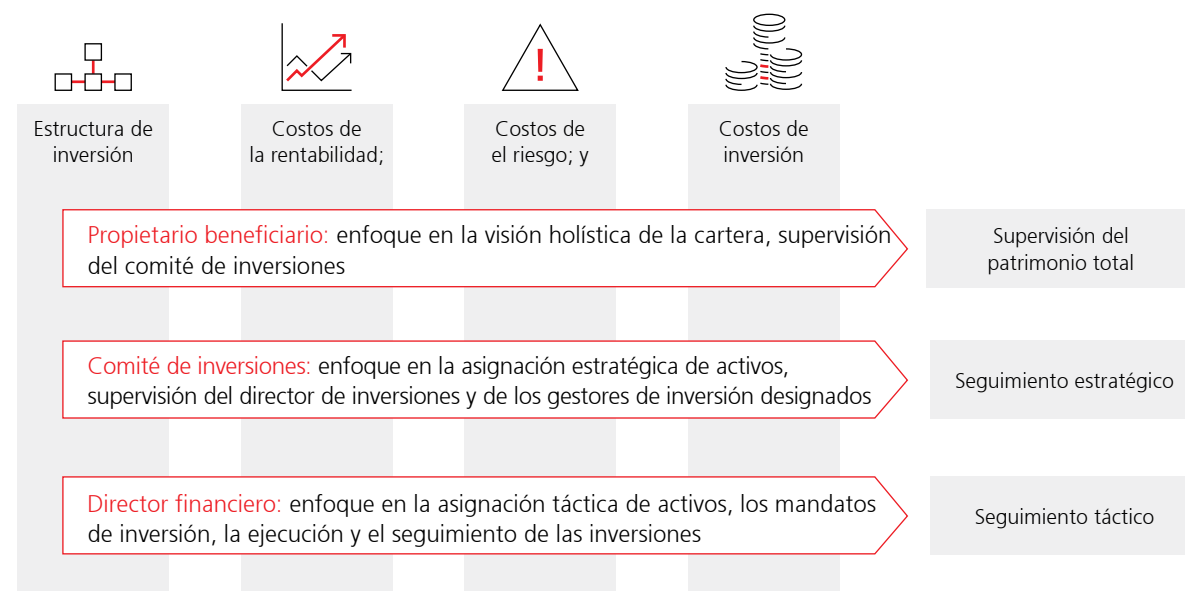 Estructura de
inversión
Costos de
la rentabilidad;
Costos de
el riesgo; y
Costos de
inversión
Propietario beneficiario: enfoque en la visión holística de la cartera, supervisión
del comité de inversiones
Supervisión del
patrimonio total
Comité de inversiones: enfoque en la asignación estratégica de activos,
supervisión del director de inversiones y de los gestores de inversión designados
Seguimiento estratégico
Director financiero: enfoque en la asignación táctica de activos, los mandatos
de inversión, la ejecución y el seguimiento de las inversiones
Seguimiento táctico